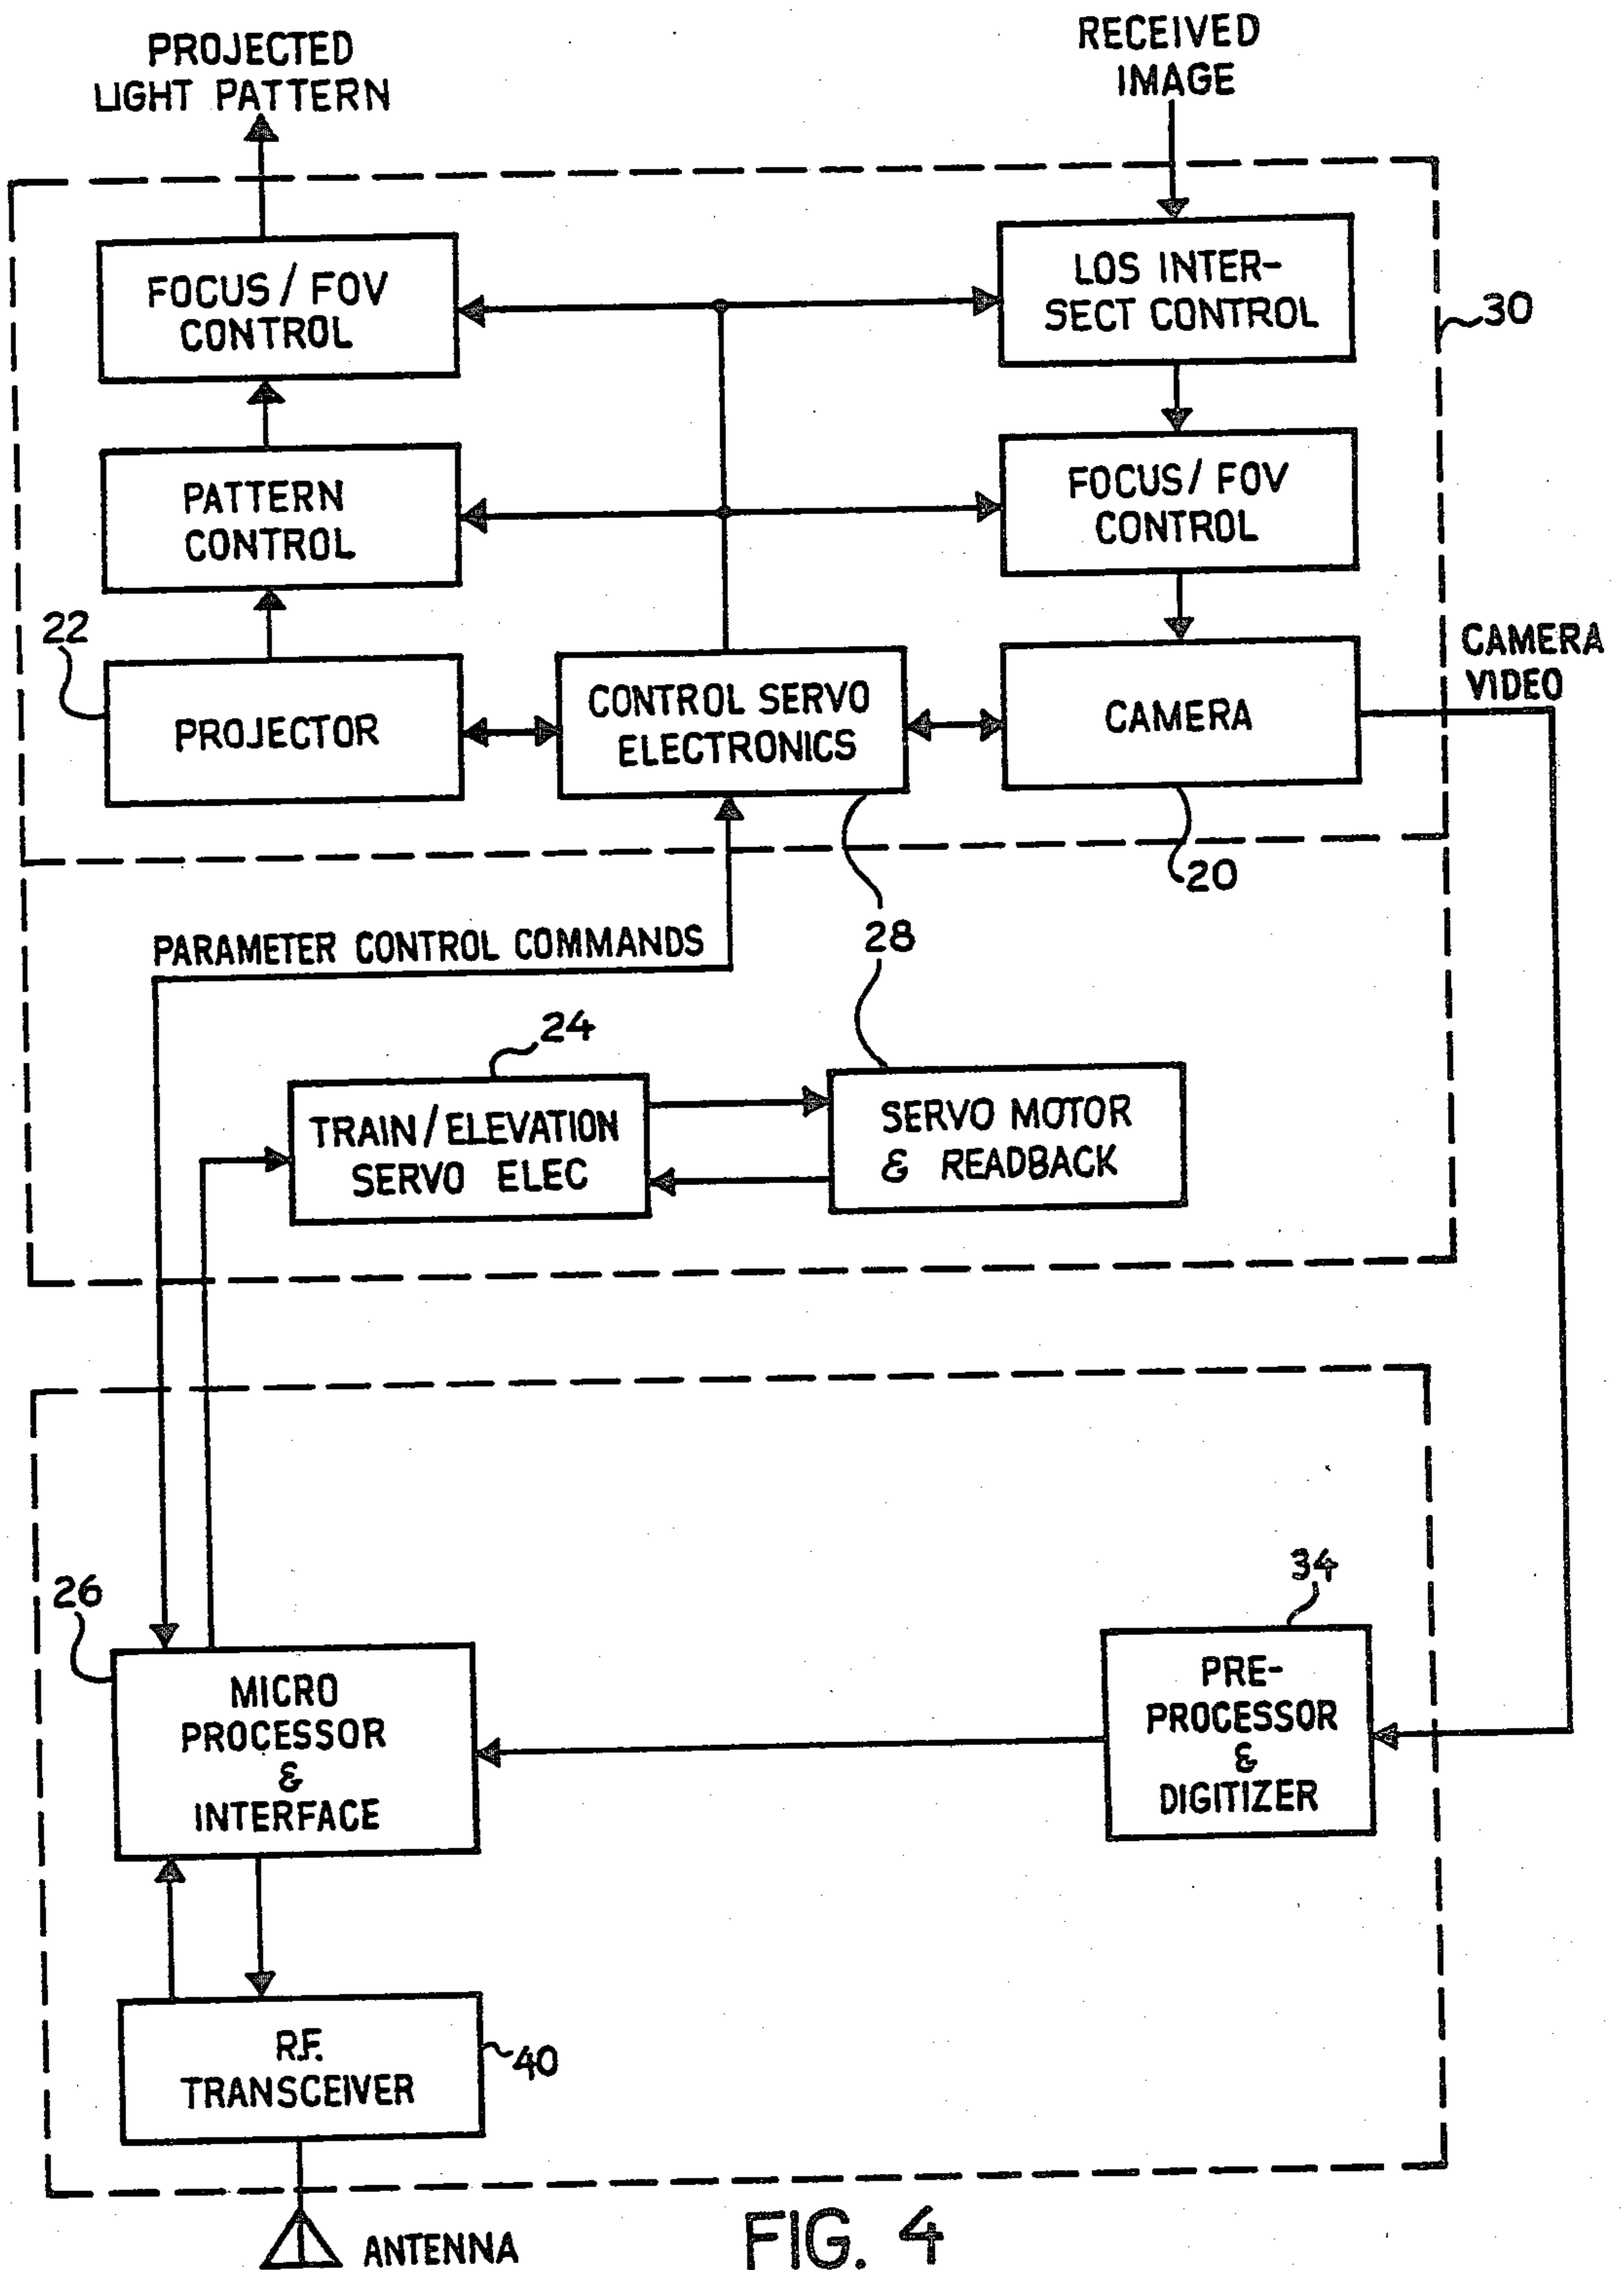 PROJECTED
LIGHT PATTERN
RECEIVED
IMAGE
FOCUS / FOV
CONTROL
LOS INTER-
SECT CONTROL
30
PATTERN
CONTROL
FOCUS / FOV
CONTROL
22
PROJECTOR
CONTROL SERVO
ELECTRONICS
CAMERA
CAMERA
VIDEO
20
28
PARAMETER CONTROL COMMANDS
24
TRAIN / ELEVATION
SERVO ELEC
SERVO MOTOR
& READBACK
26
MICRO
PROCESSOR
&
INTERFACE
34
PRE-
PROCESSOR
&
DIGITIZER
R.F.
TRANSCEIVER
40
ANTENNA
FIG. 4